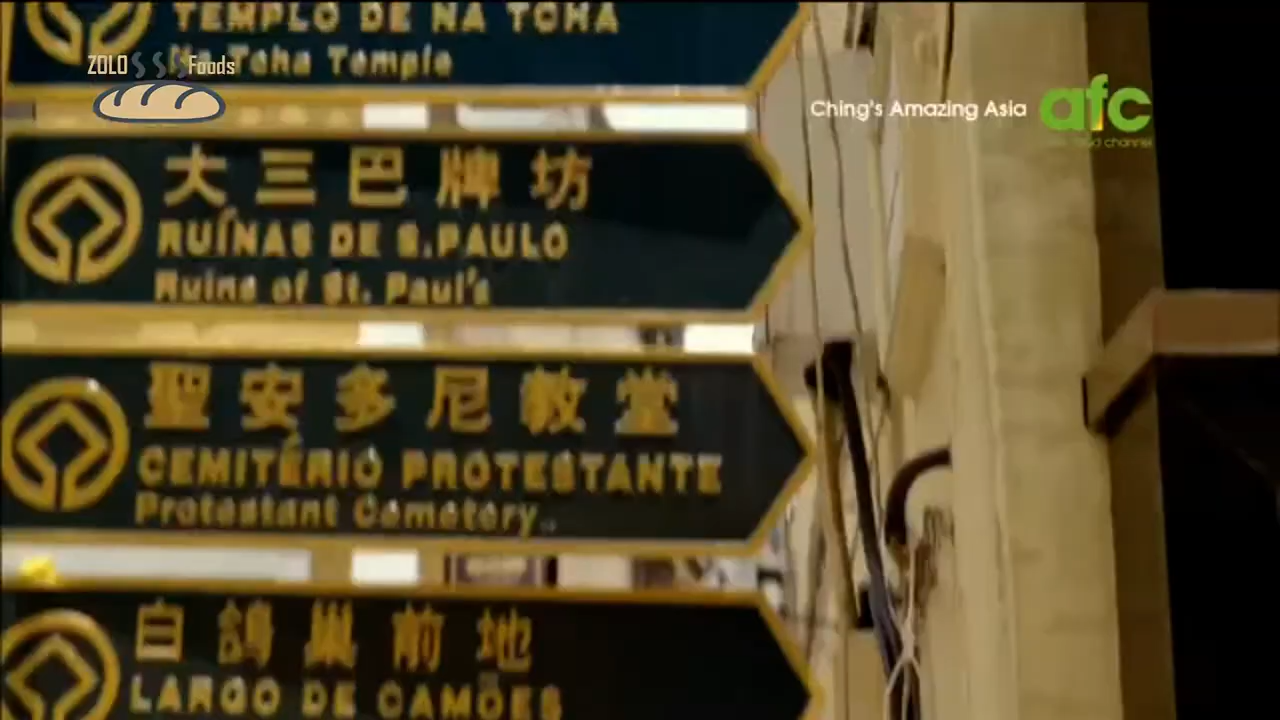 TEMPLO DE NA TCHA
Na Tcha Temple
ZOLO Foods
Ching's Amazing Asia
afc
food channel
大三巴牌坊
RUÍNAS DE S.PAULO
Ruins of St. Paul's
聖安多尼教堂
CEMITÉRIO PROTESTANTE
Protestant Cemetery
白鴿巢前地
LARGO DE CAMÕES